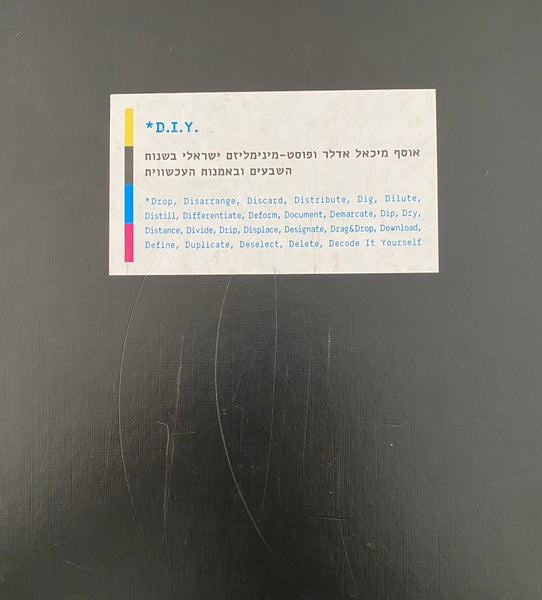 *D.I.Y.
אוסף מיכאל אדלר ופוסט-מינימליזם ישראלי בשנות
השבעים ובאמנות העכשווית
*Drop, Disarrange, Discard, Distribute, Dig, Dilute,
Distill, Differentiate, Deform, Document, Demarcate, Dip, Dry,
Distance, Divide, Drip, Displace, Designate, Drag&Drop, Download,
Define, Duplicate, Deselect, Delete, Decode It Yourself